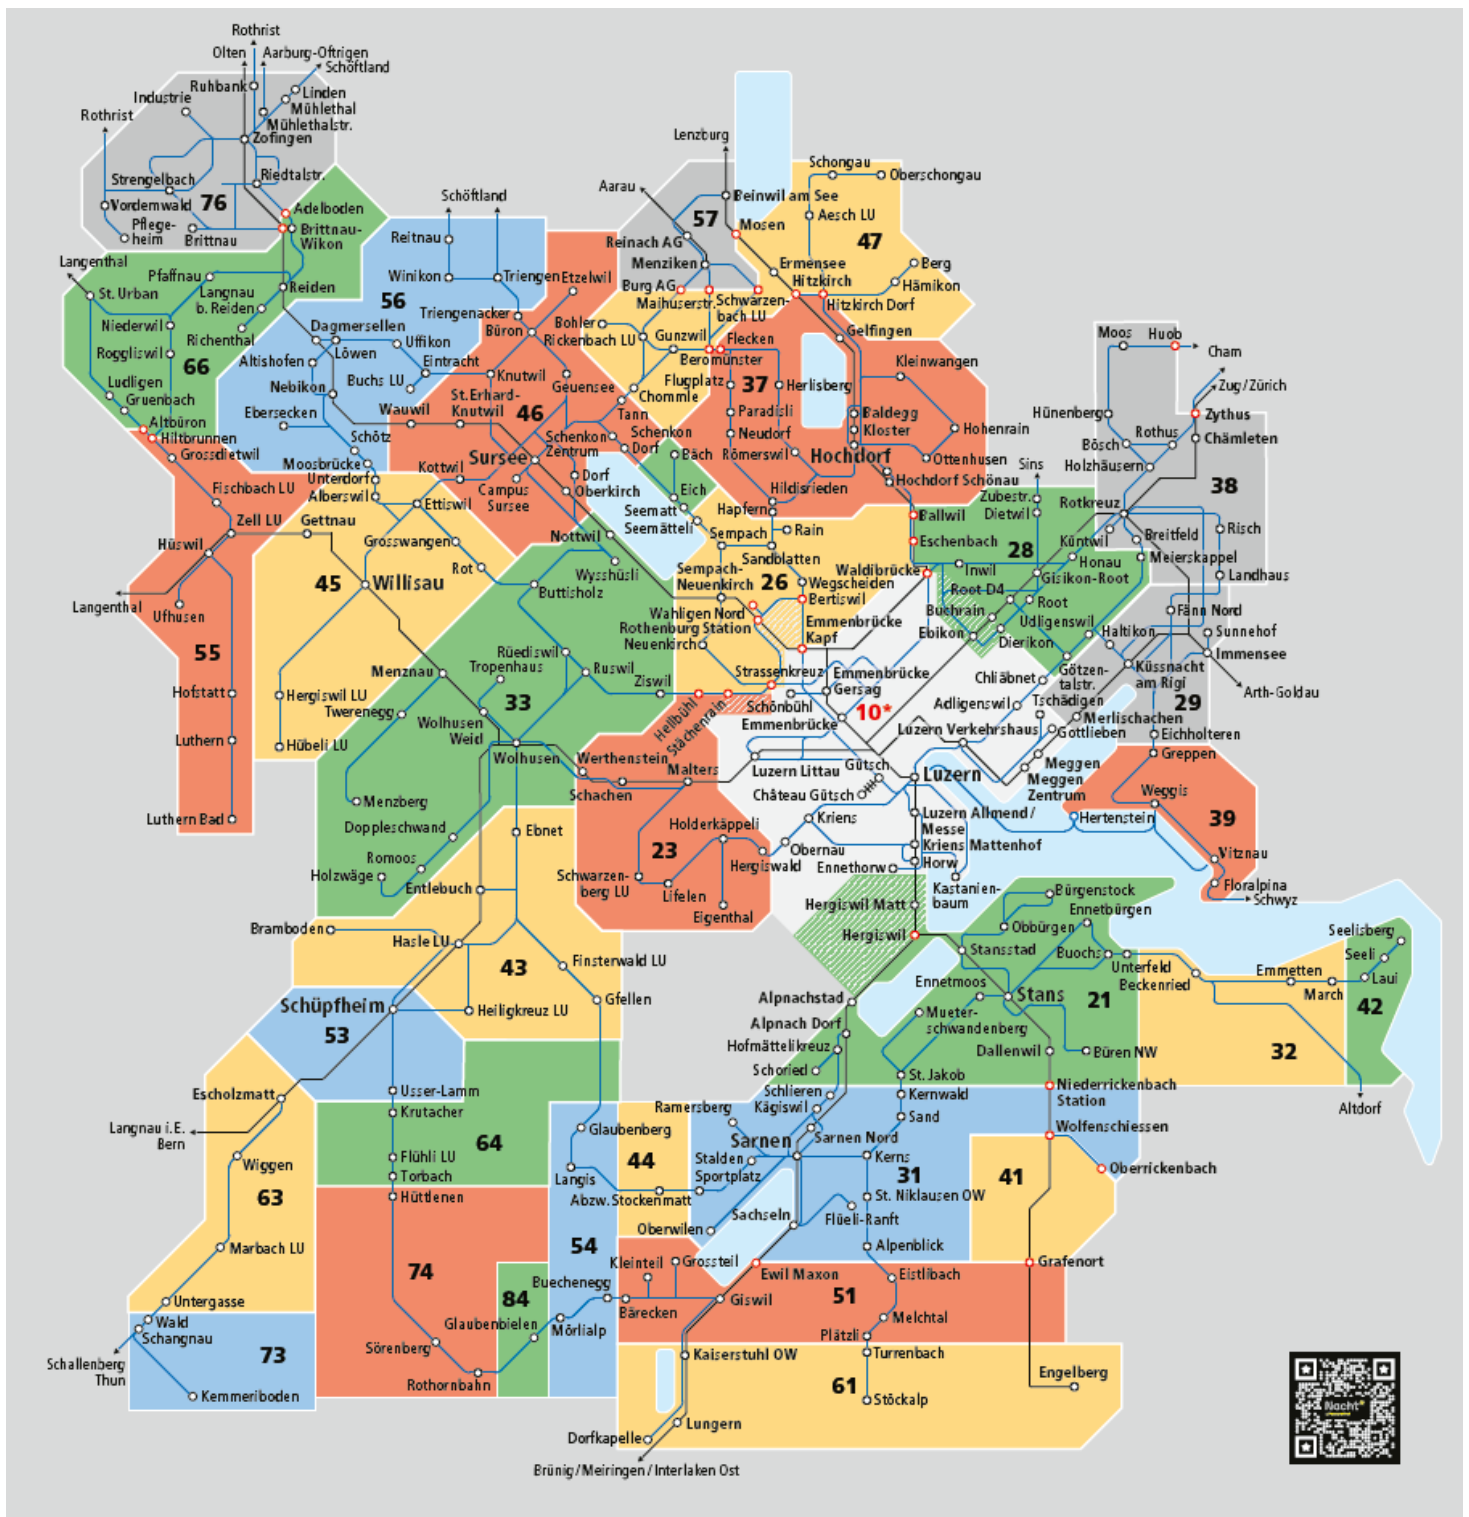 Rothrist
Olten
Aarburg-Oftrigen
Schöftland
Ruhbank
Linden
Industrie
Mühlethal
Rothrist
Mühlethalstr.
Zofingen
Lenzburg
Schongau
Oberschongau
Strengelbach
Riedtalstr.
Aarau
Beinwil am See
Schöftland
Vordemwald
76
Adelboden
57
Mosen
Aesch LU
47
Pflege-
heim
Brittnau
Brittnau-
Wikon
Reitnau
Reinach AG
Langenthal
Pfaffnau
Menziken
Ermensee
Berg
Winikon
Triengen
Etzelwil
Burg AG
Hitzkirch
Hämikon
St. Urban
Langnau
b. Reiden
Reiden
56
Maihuserstr.
Schwarzen-
bach LU
Hitzkirch Dorf
Niederwil
Richenthal
Dagmersellen
Triengenacker
Büron
Bohler
Rickenbach LU
Gunzwil
Flecken
Gelfingen
Moos
Huob
Roggliswil
66
Altishofen
Löwen
Uffikon
Eintracht
Beromünster
Kleinwangen
Cham
Ludligen
Gruenbach
Nebikon
Buchs LU
Knutwil
Geuensee
Flugplatz
37
Herlisberg
Zug/Zürich
Altbüron
Hiltbrunnen
Ebersecken
Wauwil
St. Erhard-
Knutwil
46
Chommle
Tann
Paradisli
Baldegg
Kloster
Hünenberg
Zythus
Grossdietwil
Schötz
Schenkon
Zentrum
Schenkon
Dorf
Neudorf
Hohenrain
Rothus
Bösch
Chämleten
Moosbrücke
Sursee
Bäch
Römerswil
Hochdorf
Ottenhusen
Sins
Holzhäusern
Fischbach LU
Unterdorf
Alberswil
Kottwil
Campus
Sursee
Dorf
Oberkirch
Eich
Hildisrieden
Hochdorf Schönau
Zubestr.
Dietwil
Rotkreuz
38
Zell LU
Gettnau
Ettiswil
Seematt
Seemätteli
Hapfern
Ballwil
Risch
Hüswil
Grosswangen
Nottwil
Sempach
Rain
Eschenbach
28
Küntwil
Breitfeld
Meierskappel
45
Willisau
Rot
Wysshüsli
Sandblatten
Waldibrücke
Inwil
Honau
Gisikon-Root
Landhaus
Langenthal
Buttisholz
Sempach-
Neuenkirch
26
Wegscheiden
Root D4
Ufhusen
Bertiswil
Buchrain
Root
Fänn Nord
55
Wahligen Nord
Rothenburg Station
Neuenkirch
Emmenbrücke
Kapf
Ebikon
Udligenswil
Haltikon
Sunnehof
Rüediswil
Tropenhaus
Dierikon
Immensee
Menznau
Ruswil
Strassenkreuz
Emmenbrücke
Gersag
Chliäbnet
Götzen-
talstr.
Küssnacht
am Rigi
Hofstatt
Hergiswil LU
Twerenegg
33
Ziswil
Schönbühl
10*
Adligenswil
Tschädigen
Arth-Goldau
Wolhusen
Weid
Hellbühl
Stächenrain
Emmenbrücke
Merlischachen
29
Luthern
Hübeli LU
Luzern Verkehrshaus
Gottlieben
Eichholteren
Wolhusen
Werthenstein
Malters
Luzern Littau
Gütsch
Luzern
Meggen
Greppen
Schachen
Château Gütsch
Meggen
Zentrum
Weggis
Luthern Bad
Menzberg
Doppleschwand
Ebnet
Holderkäppeli
Kriens
Luzern Allmend/
Messe
Hertenstein
39
23
Obernau
Kriens Mattenhof
Vitznau
Romoos
Holzwäge
Hergiswald
Ennethorw
Horw
Entlebuch
Schwarzen-
berg LU
Lifelen
Kastanien-
baum
Floralpina
Schwyz
Eigenthal
Hergiswil Matt
Bürgenstock
Bramboden
Hasle LU
Hergiswil
Ennetbürgen
Obbürgen
Seelisberg
43
Finsterwald LU
Stansstad
Buochs
Unterfeld
Beckenried
Seeli
Emmetten
Laui
Schüpfheim
Gfellen
Alpnachstad
Ennetmoos
Stans
21
March
42
Heiligkreuz LU
53
Alpnach Dorf
Mueter-
schwandenberg
Hofmättelikreuz
Dallenwil
Büren NW
32
Schoried
St. Jakob
Escholzmatt
Usser-Lamm
Schlieren
Kernwald
Niederrickenbach
Station
Krutacher
Ramersberg
Kägiswil
Altdorf
Langnau i.E.
Bern
64
Glaubenberg
Sand
Wolfenschiessen
Sarnen
Sarnen Nord
Wiggen
Flühli LU
44
Stalden
Kerns
Oberrickenbach
Torbach
Langis
Sportplatz
31
41
63
Hüttlenen
Abzw. Stockenmatt
St. Niklausen OW
Sachseln
Flüeli-Ranft
Marbach LU
54
Oberwilen
Alpenblick
74
Kleinteil
Grossteil
Ewil Maxon
Eistlibach
Grafenort
Buechenegg
Untergasse
84
Bärecken
Giswil
51
Wald
Schangnau
Glaubenbielen
Mörlialp
Melchtal
Sörenberg
Plätzli
Schallenberg
Thun
73
Kaiserstuhl OW
Turrenbach
Kemmeriboden
Rothornbahn
61
Engelberg
Stöckalp
Nacht
Lungern
Dorfkapelle
Brünig/Meiringen/Interlaken Ost